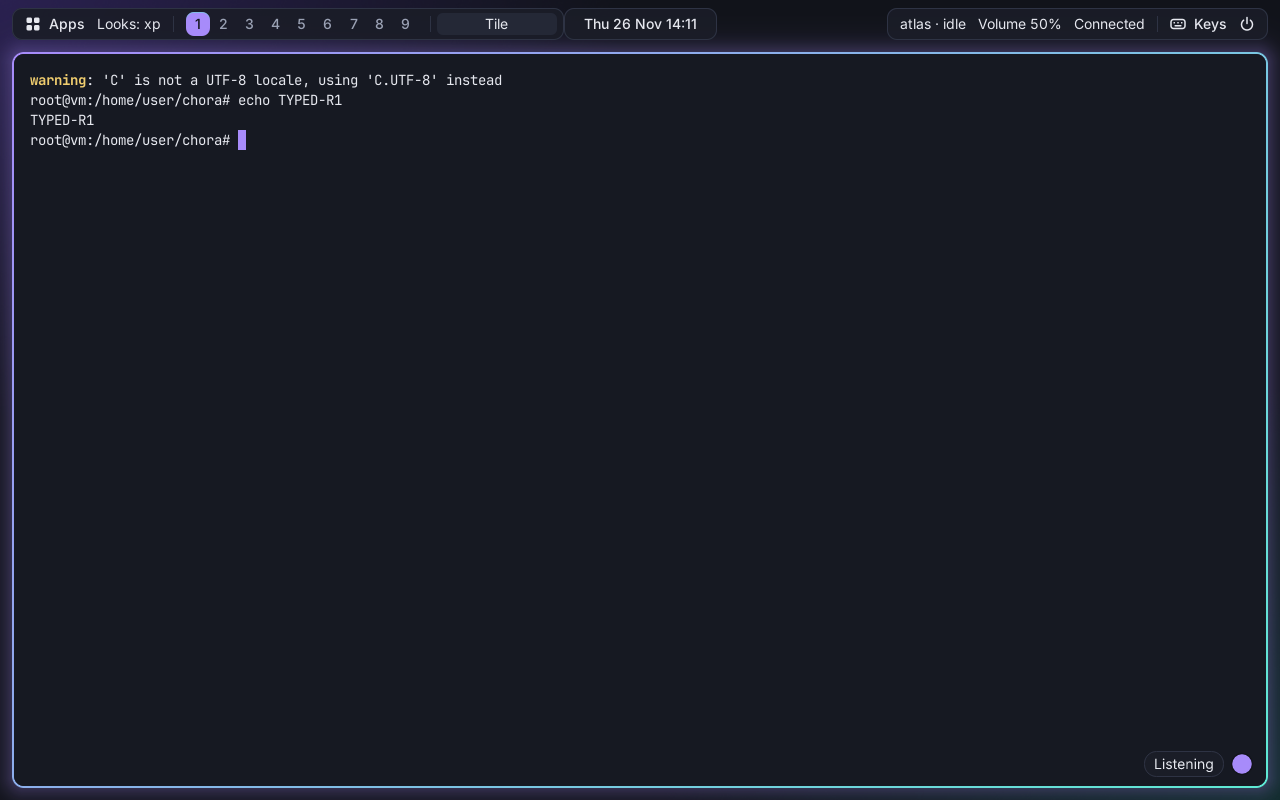 Apps Looks: xp 1 2 3 4 5 6 7 8 9 Tile Thu 26 Nov 14:11 atlas · idle Volume 50% Connected Keys
warning: 'C' is not a UTF-8 locale, using 'C.UTF-8' instead
root@vm:/home/user/chora# echo TYPED-R1
TYPED-R1
root@vm:/home/user/chora#
Listening